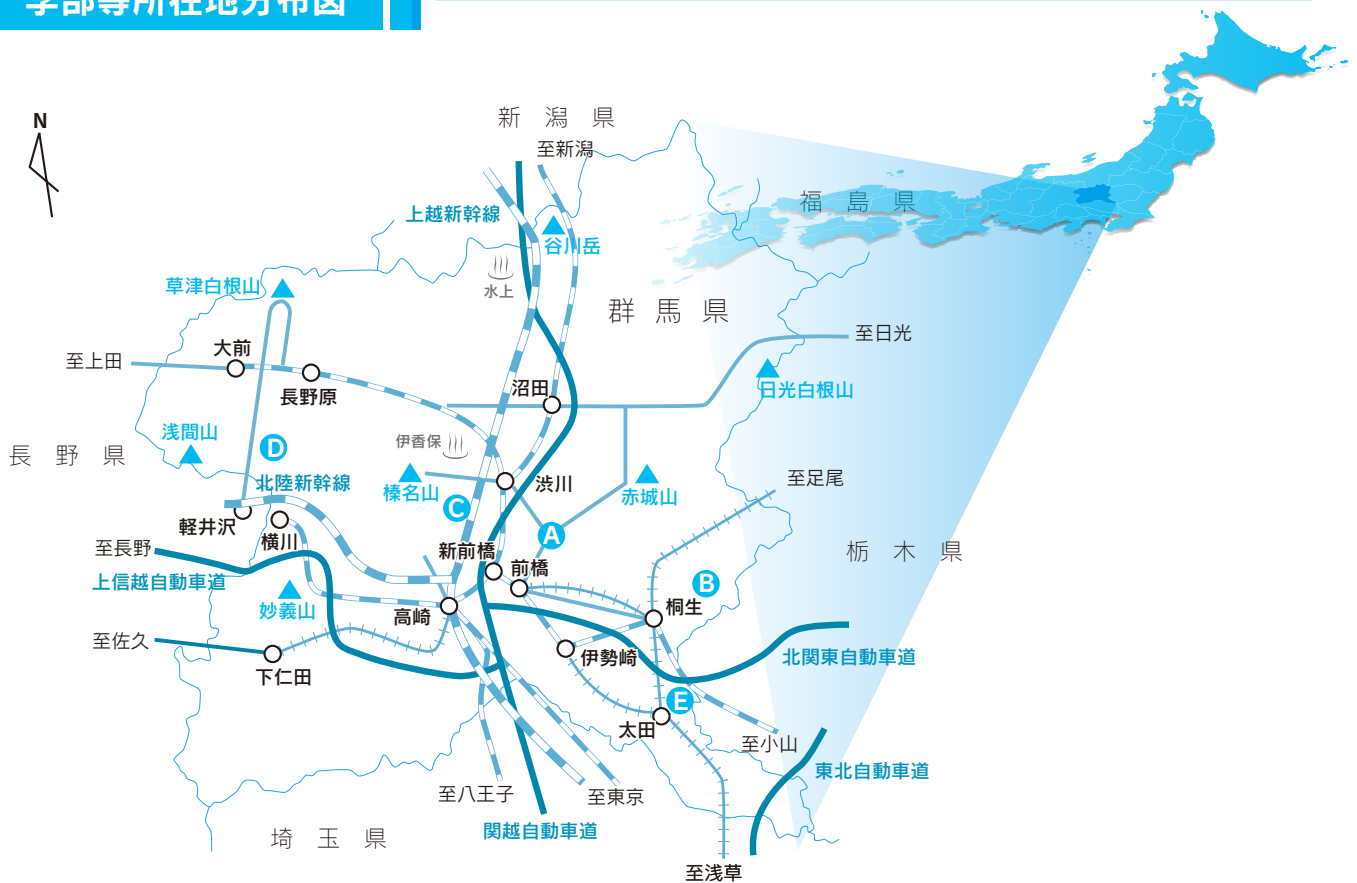 学部等所在地分布図
N
新潟県
至新潟
福島県
上越新幹線
谷川岳
草津白根山
水上
群馬県
至日光
大前
至上田
長野原
沼田
日光白根山
浅間山
伊香保
長野県
D
北陸新幹線
榛名山
渋川
赤城山
至足尾
C
軽井沢
横川
A
至長野
新前橋
前橋
栃木県
上信越自動車道
妙義山
B
高崎
桐生
至佐久
下仁田
伊勢崎
北関東自動車道
E
太田
至小山
東北自動車道
至八王子
至東京
関越自動車道
埼玉県
至浅草